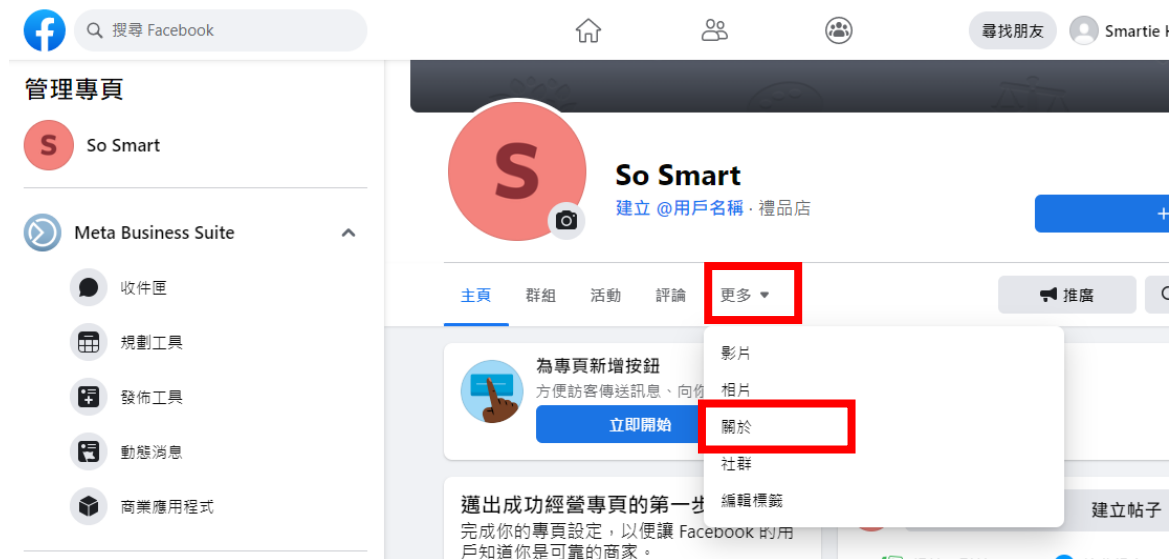 搜尋 Facebook
尋找朋友
Smartie
管理專頁
S
So Smart
S
So Smart
建立 @用戶名稱 · 禮品店
Meta Business Suite
收件匣
規劃工具
發佈工具
動態消息
商業應用程式
主頁
群組
活動
評論
更多
推廣
影片
相片
關於
社群
編輯標籤
為專頁新增按鈕
方便訪客傳送訊息、向你
立即開始
邁出成功經營專頁的第一步
完成你的專頁設定，以便讓 Facebook 的用
戶知道你是可靠的商家。
建立帖子